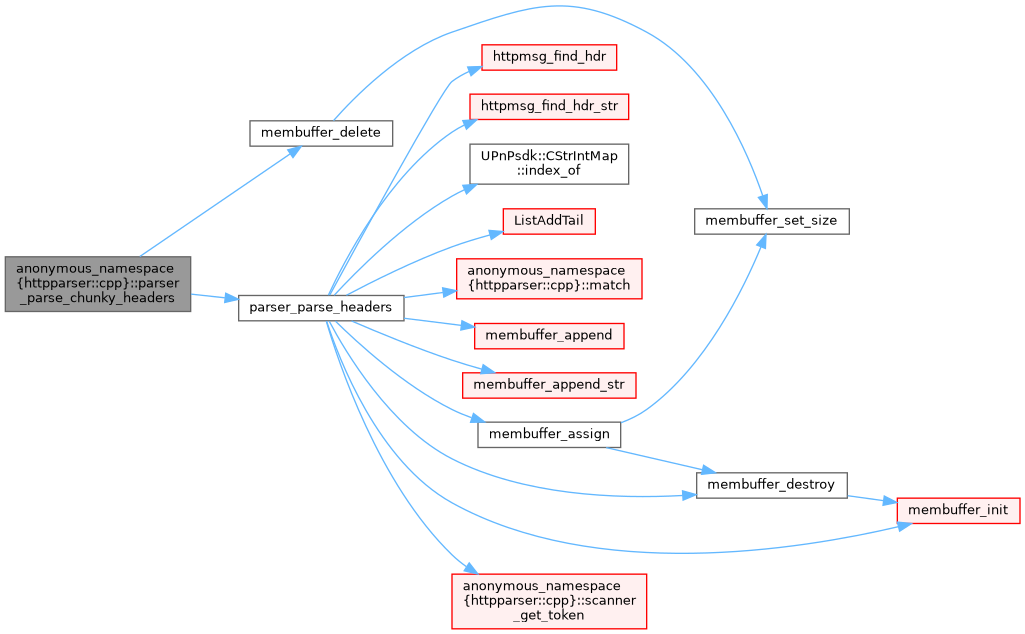 httpmsg_find_hdr
httpmsg_find_hdr_str
membuffer_delete
UPnPsdk::CStrIntMap
::index_of
ListAddTail
membuffer_set_size
anonymous_namespace
{httpparser::cpp}::parser
_parse_chunky_headers
anonymous_namespace
{httpparser::cpp}::match
parser_parse_headers
membuffer_append
membuffer_append_str
membuffer_assign
membuffer_destroy
membuffer_init
anonymous_namespace
{httpparser::cpp}::scanner
_get_token